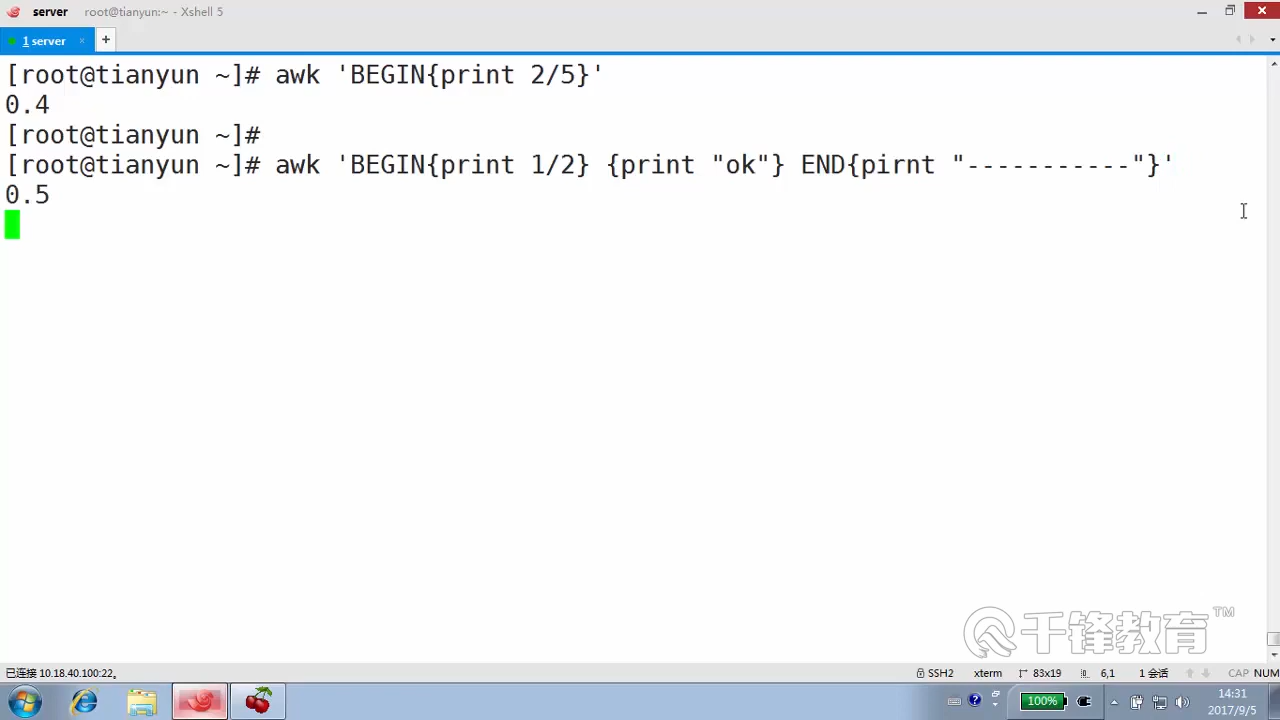 server root@tianyun:~ - Xshell 5
1 server × +
[root@tianyun ~]# awk 'BEGIN{print 2/5}'
0.4
[root@tianyun ~]#
[root@tianyun ~]# awk 'BEGIN{print 1/2} {print "ok"} END{pirnt "-----------"}'
0.5
千锋教育™
已连接 10.18.40.100:22。 SSH2 xterm 83x19 6,1 1 会话 CAP NUM
100% 14:31
2017/9/5